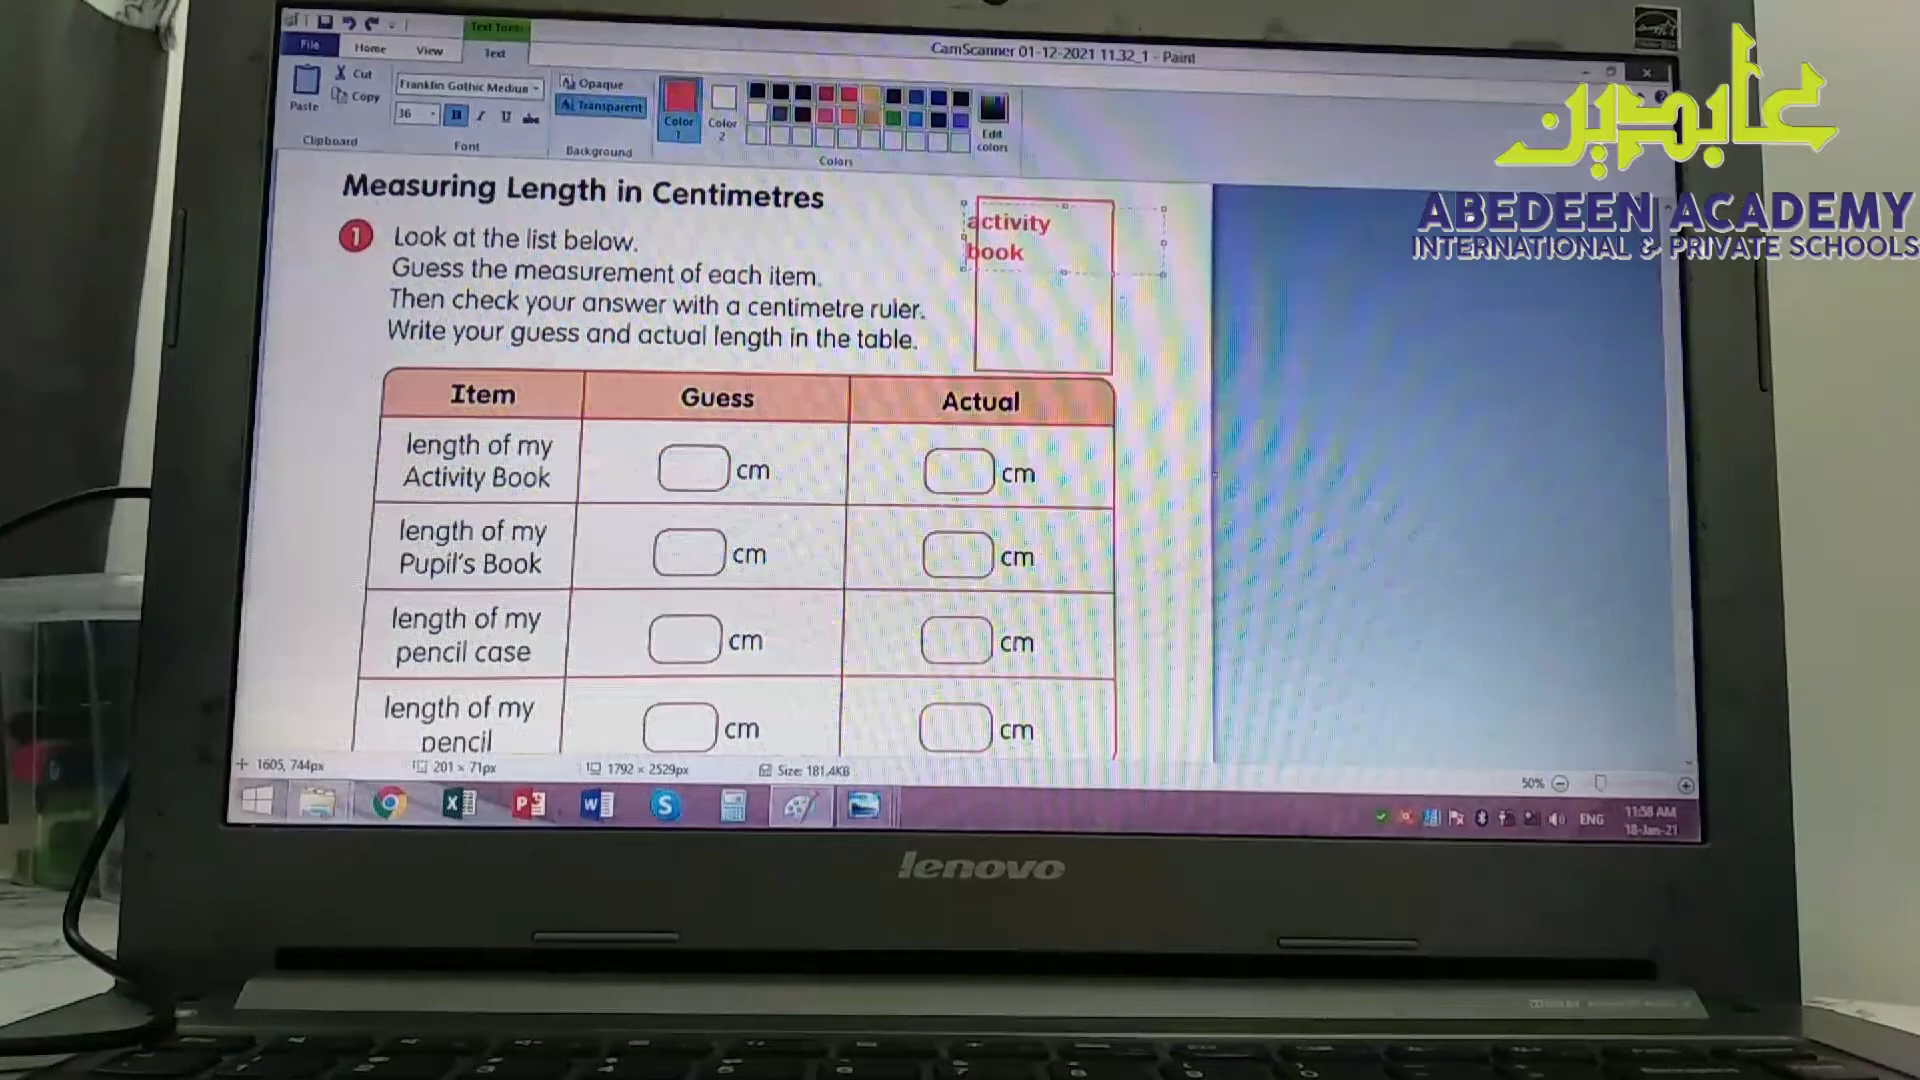 Text Tools
CamScanner 01-12-2021 11.32_1 - Paint
File
Home
View
Text
Paste
Cut
Copy
Clipboard
Franklin Gothic Medium
36
B
I
U
abc
Font
Opaque
Transparent
Background
Color
1
Color
2
Edit
colors
Colors
عابدين
ABEDEEN ACADEMY
INTERNATIONAL & PRIVATE SCHOOLS
Measuring Length in Centimetres
activity
book
1 Look at the list below.
Guess the measurement of each item.
Then check your answer with a centimetre ruler.
Write your guess and actual length in the table.
Item Guess Actual
length of my
Activity Book
cm cm
length of my
Pupil's Book
cm cm
length of my
pencil case
cm cm
length of my
pencil
cm cm
1605, 744px 201 × 71px 1792 × 2529px Size: 181.4KB 50%
ENG
11:58 AM
18-Jan-21
lenovo